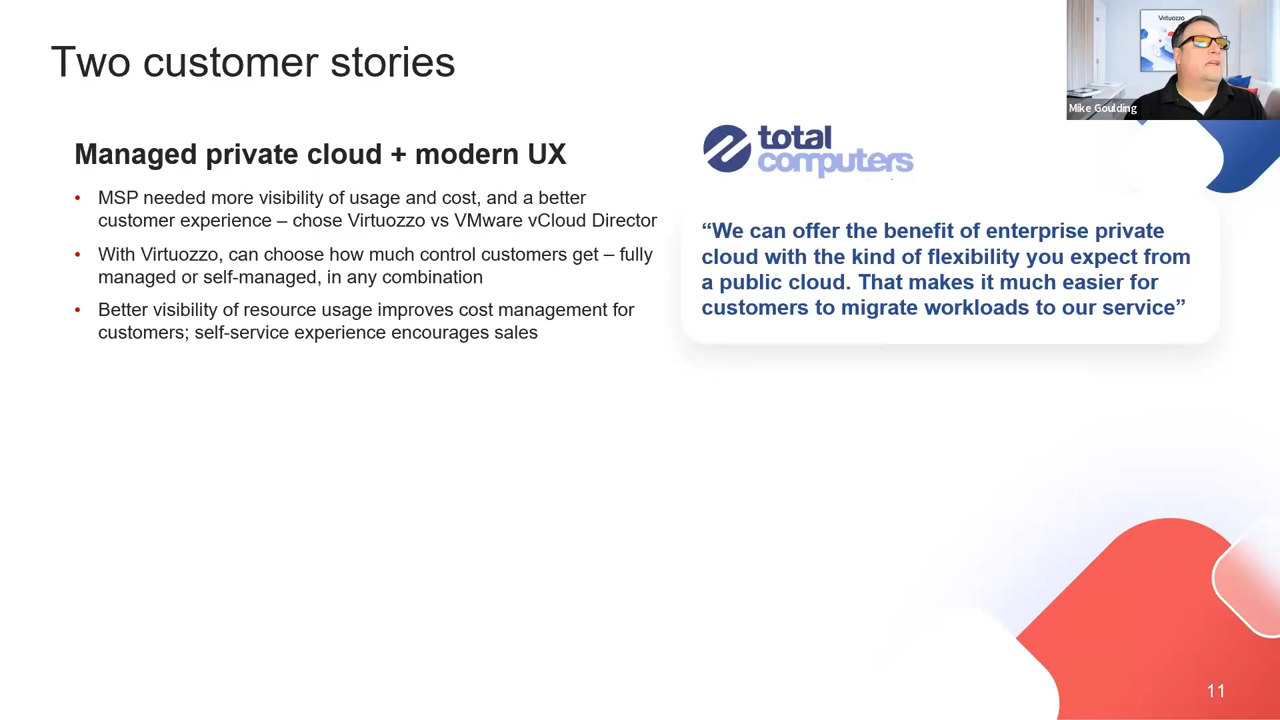 Two customer stories
Virtuozzo
Mike Goulding
Managed private cloud + modern UX
• MSP needed more visibility of usage and cost, and a better
customer experience – chose Virtuozzo vs VMware vCloud Director
• With Virtuozzo, can choose how much control customers get – fully
managed or self-managed, in any combination
• Better visibility of resource usage improves cost management for
customers; self-service experience encourages sales
total
computers
“We can offer the benefit of enterprise private
cloud with the kind of flexibility you expect from
a public cloud. That makes it much easier for
customers to migrate workloads to our service”
11